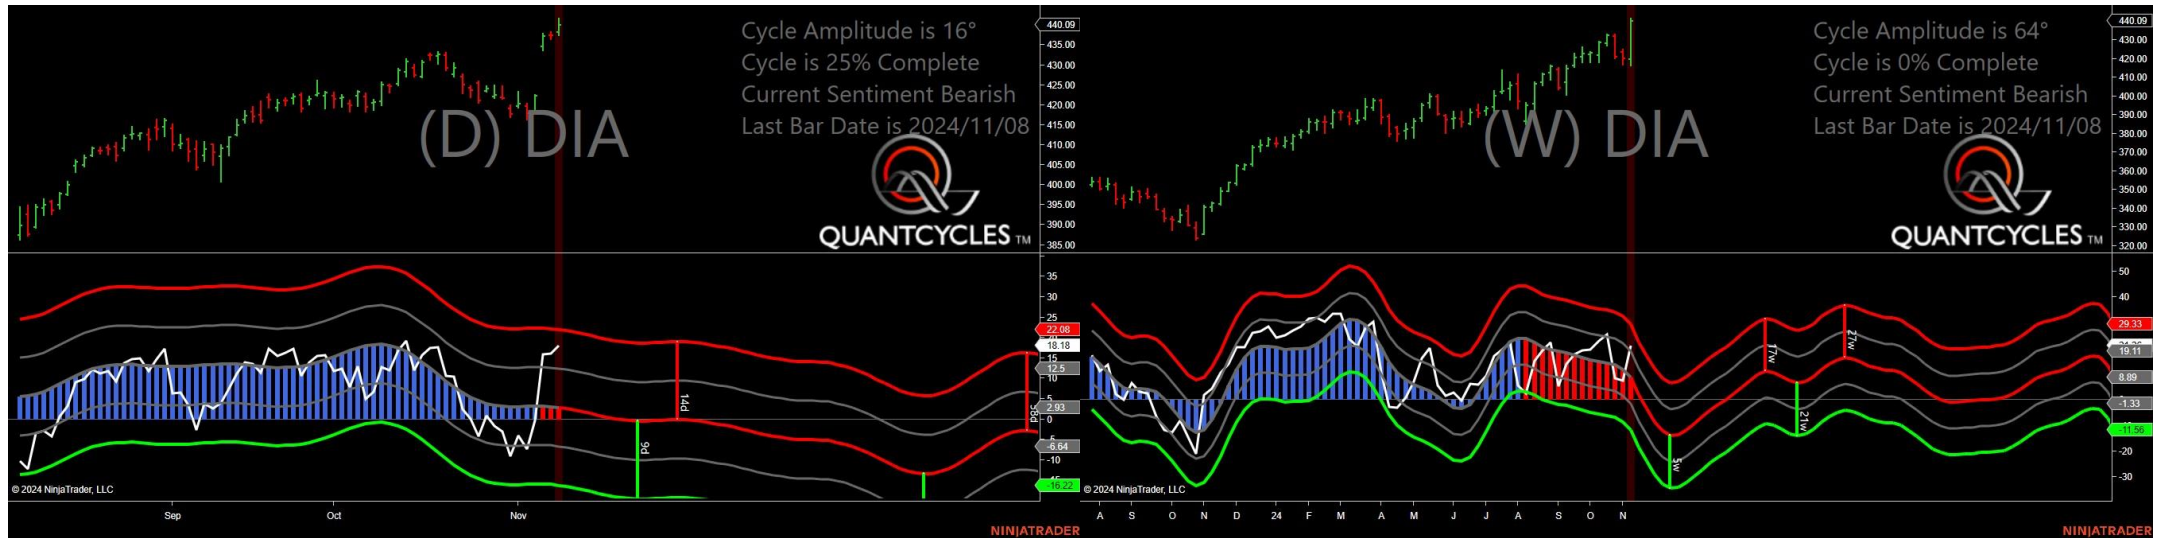 Cycle Amplitude is 16°
Cycle is 25% Complete
Current Sentiment Bearish
Last Bar Date is 2024/11/08
(D) DIA
QUANTCYCLES TM
440.09
435.00
430.00
425.00
420.00
415.00
410.00
405.00
400.00
395.00
390.00
385.00
35
30
25
22.08
18.18
15
12.5
10
5
2.93
0
-6.64
-10
-16.22
9d
14d
© 2024 NinjaTrader, LLC
Sep
Oct
Nov
NINJATRADER
Cycle Amplitude is 64°
Cycle is 0% Complete
Current Sentiment Bearish
Last Bar Date is 2024/11/08
(W) DIA
QUANTCYCLES TM
440.09
430.00
420.00
410.00
400.00
390.00
380.00
370.00
360.00
350.00
340.00
330.00
320.00
50
40
29.33
19.11
8.89
-1.33
-11.56
-20
-30
5w
17w
21w
27w
© 2024 NinjaTrader, LLC
A S O N D 24 F M A M J J A S O N
NINJATRADER